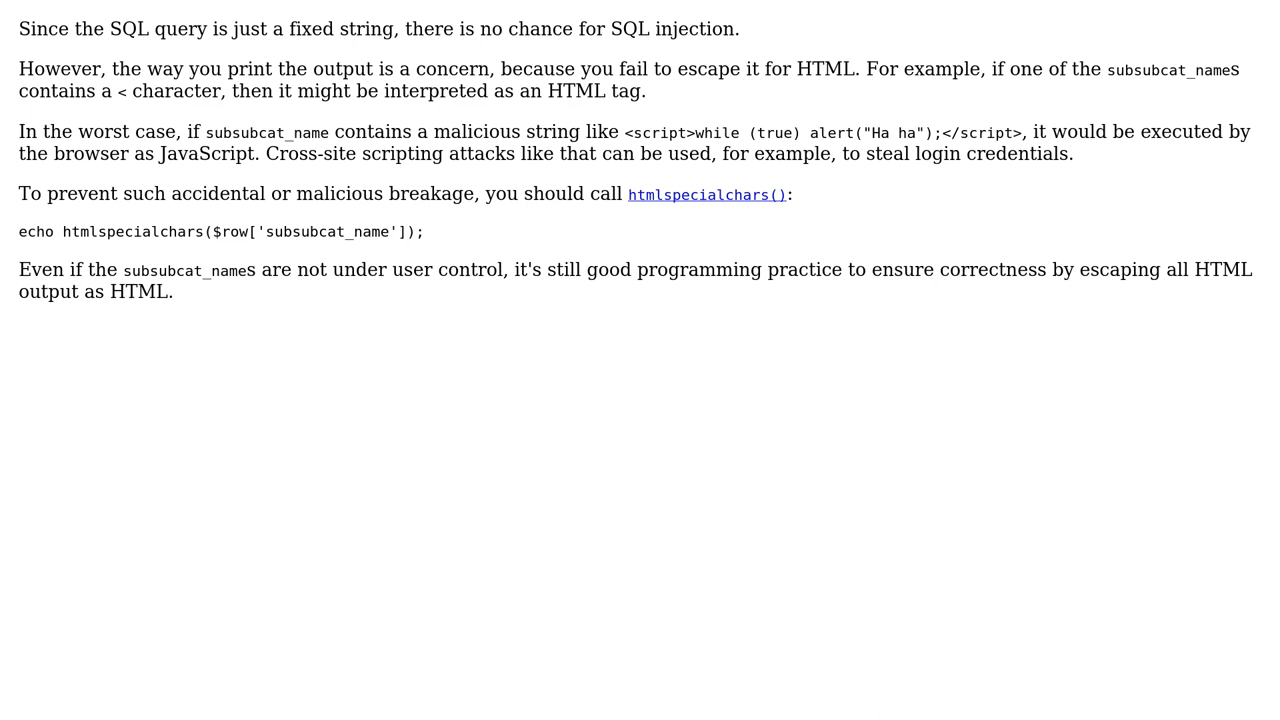 Since the SQL query is just a fixed string, there is no chance for SQL injection.
However, the way you print the output is a concern, because you fail to escape it for HTML. For example, if one of the subsubcat_names
contains a < character, then it might be interpreted as an HTML tag.
In the worst case, if subsubcat_name contains a malicious string like <script>while (true) alert("Ha ha");</script>, it would be executed by
the browser as JavaScript. Cross-site scripting attacks like that can be used, for example, to steal login credentials.
To prevent such accidental or malicious breakage, you should call htmlspecialchars():
echo htmlspecialchars($row['subsubcat_name']);
Even if the subsubcat_names are not under user control, it's still good programming practice to ensure correctness by escaping all HTML
output as HTML.